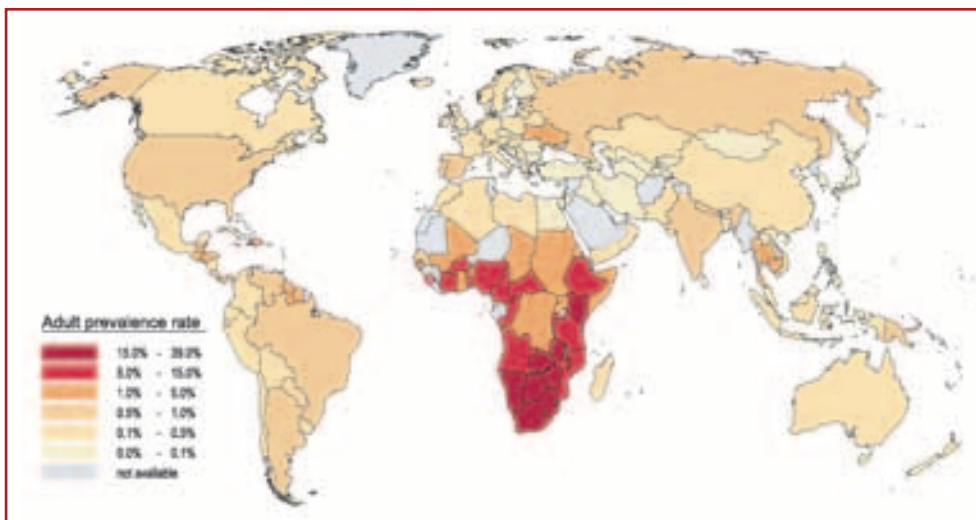 Adult prevalence rate
15.0% - 39.0%
5.0% - 15.0%
1.0% - 5.0%
0.5% - 1.0%
0.1% - 0.5%
0.0% - 0.1%
not available